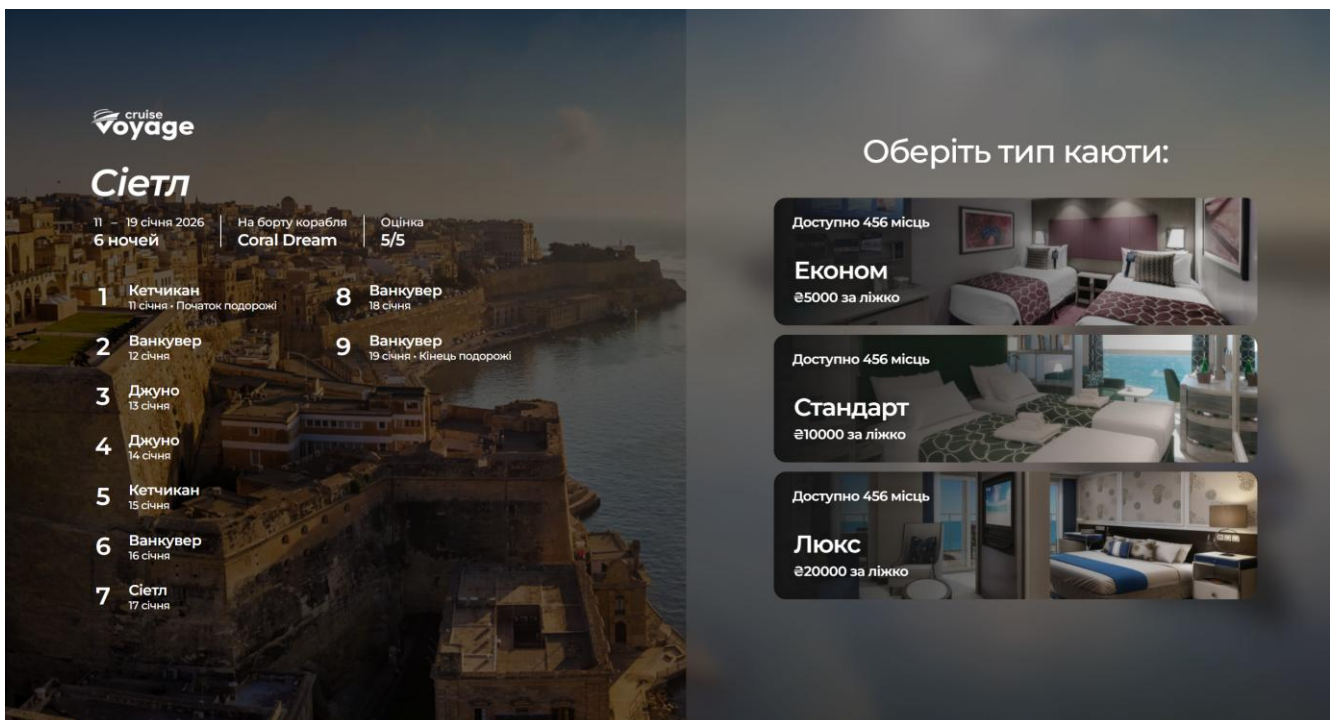 cruise
voyage
Сіетл
11 – 19 січня 2026
6 ночей
На борту корабля
Coral Dream
Оцінка
5/5
1 Кетчикан
11 січня • Початок подорожі
2 Ванкувер
12 січня
3 Джуно
13 січня
4 Джуно
14 січня
5 Кетчикан
15 січня
6 Ванкувер
16 січня
7 Сіетл
17 січня
8 Ванкувер
18 січня
9 Ванкувер
19 січня • Кінець подорожі
Оберіть тип каюти:
Доступно 456 місць
Економ
₴5000 за ліжко
Доступно 456 місць
Стандарт
₴10000 за ліжко
Доступно 456 місць
Люкс
₴20000 за ліжко